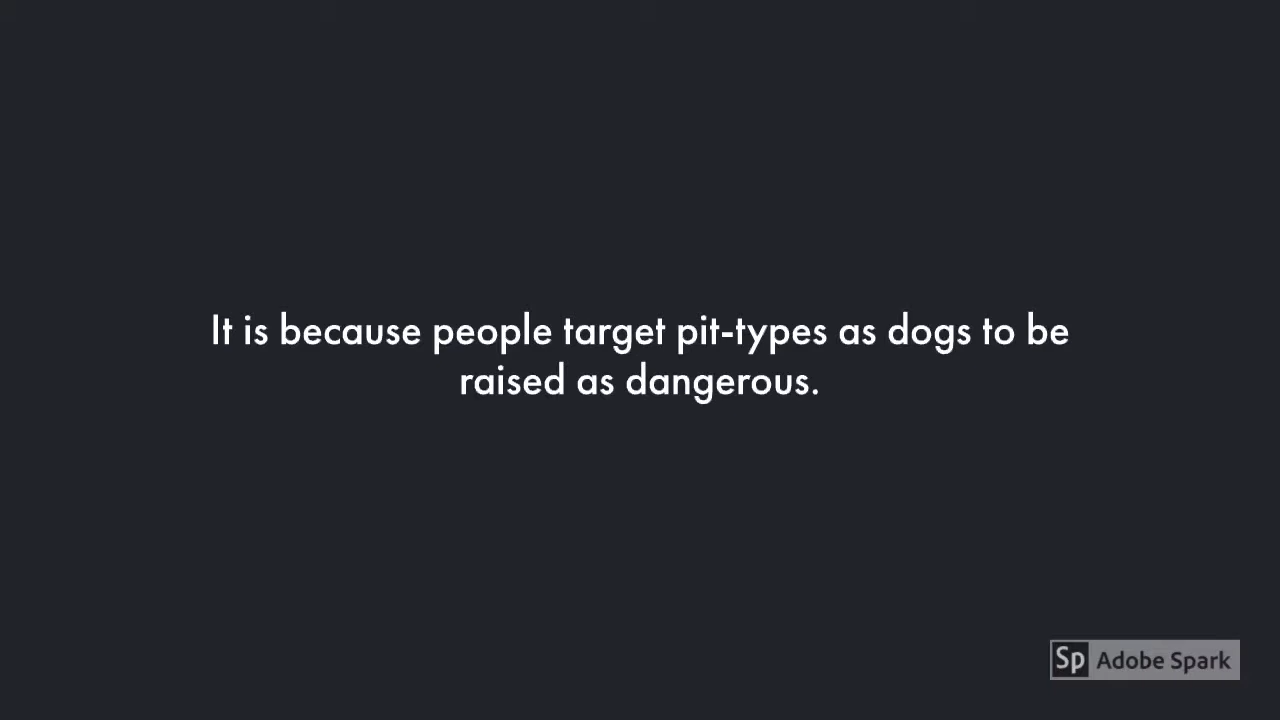 It is because people target pit-types as dogs to be
raised as dangerous.
Sp Adobe Spark